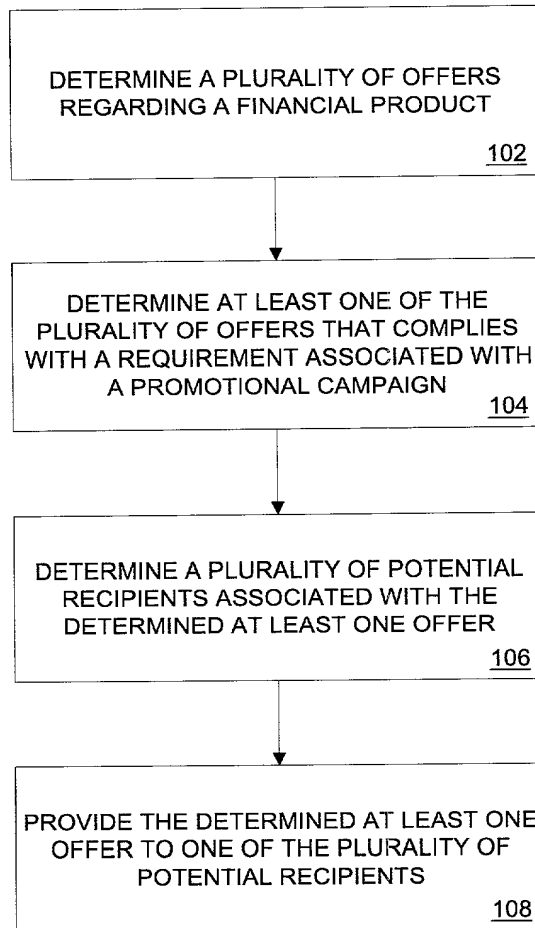 DETERMINE A PLURALITY OF OFFERS
REGARDING A FINANCIAL PRODUCT
102
DETERMINE AT LEAST ONE OF THE
PLURALITY OF OFFERS THAT COMPLIES
WITH A REQUIREMENT ASSOCIATED WITH
A PROMOTIONAL CAMPAIGN
104
DETERMINE A PLURALITY OF POTENTIAL
RECIPIENTS ASSOCIATED WITH THE
DETERMINED AT LEAST ONE OFFER
106
PROVIDE THE DETERMINED AT LEAST ONE
OFFER TO ONE OF THE PLURALITY OF
POTENTIAL RECIPIENTS
108